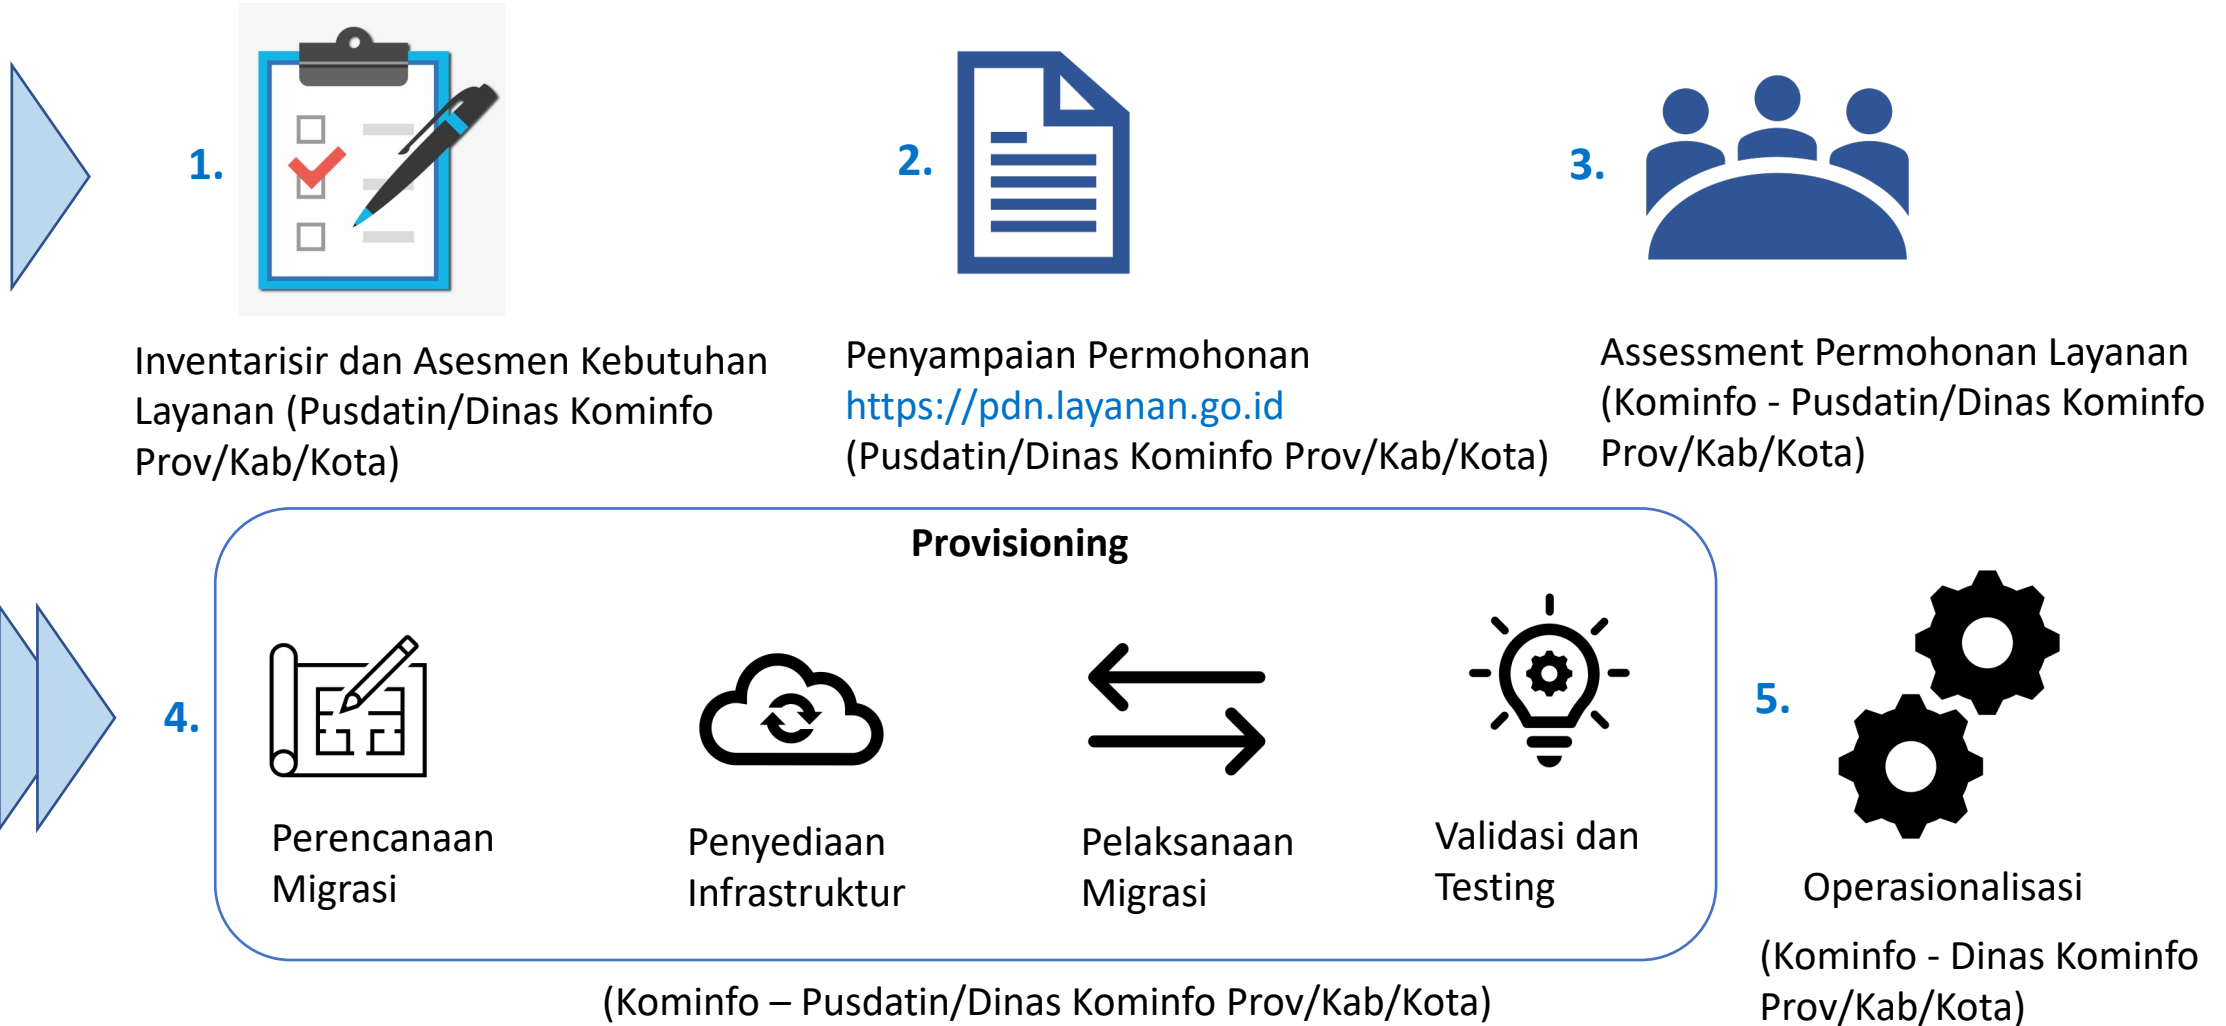 1.
Inventarisir dan Asesmen Kebutuhan
Layanan (Pusdatin/Dinas Kominfo
Prov/Kab/Kota)
2.
Penyampaian Permohonan
https://pdn.layanan.go.id
(Pusdatin/Dinas Kominfo Prov/Kab/Kota)
3.
Assessment Permohonan Layanan
(Kominfo - Pusdatin/Dinas Kominfo
Prov/Kab/Kota)
4.
Provisioning
Perencanaan
Migrasi
Penyediaan
Infrastruktur
Pelaksanaan
Migrasi
Validasi dan
Testing
(Kominfo – Pusdatin/Dinas Kominfo Prov/Kab/Kota)
5.
Operasionalisasi
(Kominfo - Dinas Kominfo
Prov/Kab/Kota)